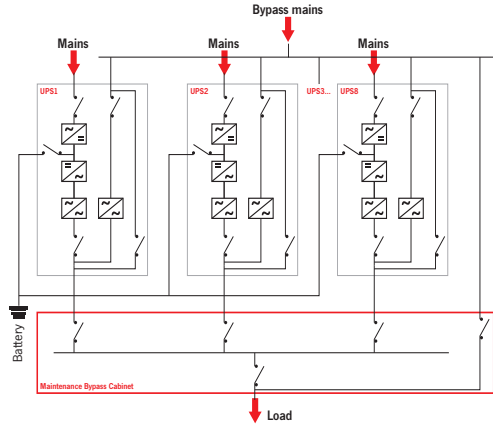 Bypass mains
Mains
Mains
Mains
UPS1
UPS2
UPS3...
UPS8
Battery
Maintenance Bypass Cabinet
Load